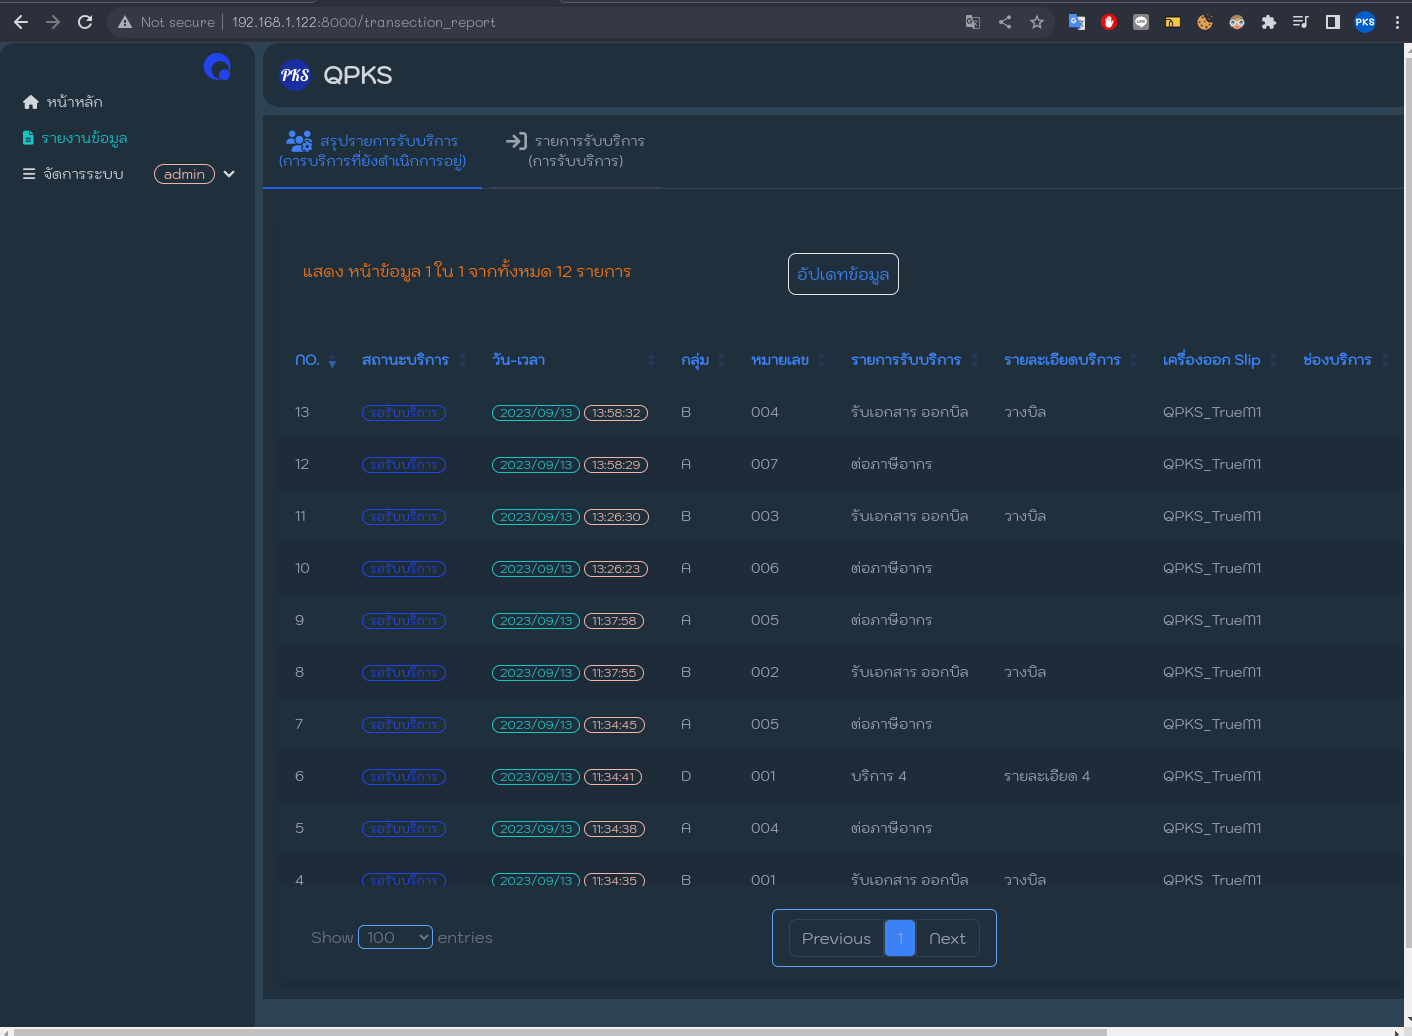 Not secure 192.168.1.122:8000/transection_report
PKS
PKS QPKS
หน้าหลัก
รายงานข้อมูล
จัดการระบบ admin
สรุปรายการรับบริการ
(การบริการที่ยังดำเนิกการอยู่)
รายการรับบริการ
(การรับบริการ)
แสดง หน้าข้อมูล 1 ใน 1 จากทั้งหมด 12 รายการ
อัปเดทข้อมูล
NO. สถานะบริการ วัน-เวลา กลุ่ม หมายเลข รายการรับบริการ รายละเอียดบริการ เครื่องออก Slip ช่องบริการ
13 รอรับบริการ 2023/09/13 13:58:32 B 004 รับเอกสาร ออกบิล วางบิล QPKS_TrueM1
12 รอรับบริการ 2023/09/13 13:58:29 A 007 ต่อภาษีอากร QPKS_TrueM1
11 รอรับบริการ 2023/09/13 13:26:30 B 003 รับเอกสาร ออกบิล วางบิล QPKS_TrueM1
10 รอรับบริการ 2023/09/13 13:26:23 A 006 ต่อภาษีอากร QPKS_TrueM1
9 รอรับบริการ 2023/09/13 11:37:58 A 005 ต่อภาษีอากร QPKS_TrueM1
8 รอรับบริการ 2023/09/13 11:37:55 B 002 รับเอกสาร ออกบิล วางบิล QPKS_TrueM1
7 รอรับบริการ 2023/09/13 11:34:45 A 005 ต่อภาษีอากร QPKS_TrueM1
6 รอรับบริการ 2023/09/13 11:34:41 D 001 บริการ 4 รายละเอียด 4 QPKS_TrueM1
5 รอรับบริการ 2023/09/13 11:34:38 A 004 ต่อภาษีอากร QPKS_TrueM1
4 รอรับบริการ 2023/09/13 11:34:35 B 001 รับเอกสาร ออกบิล วางบิล QPKS_TrueM1
Show 100 entries
Previous 1 Next